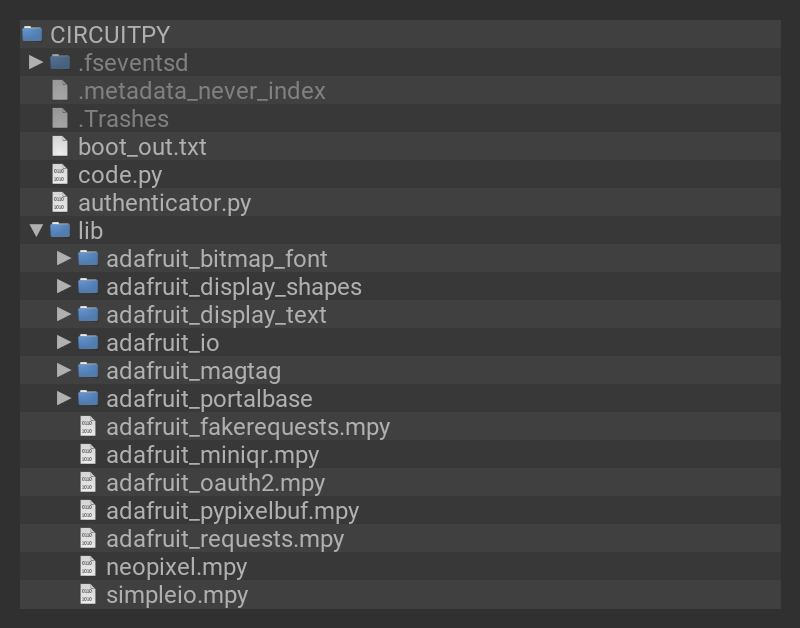 CIRCUITPY
.fseventsd
.metadata_never_index
.Trashes
boot_out.txt
code.py
authenticator.py
lib
adafruit_bitmap_font
adafruit_display_shapes
adafruit_display_text
adafruit_io
adafruit_magtag
adafruit_portalbase
adafruit_fakerequests.mpy
adafruit_miniqr.mpy
adafruit_oauth2.mpy
adafruit_pypixelbuf.mpy
adafruit_requests.mpy
neopixel.mpy
simpleio.mpy